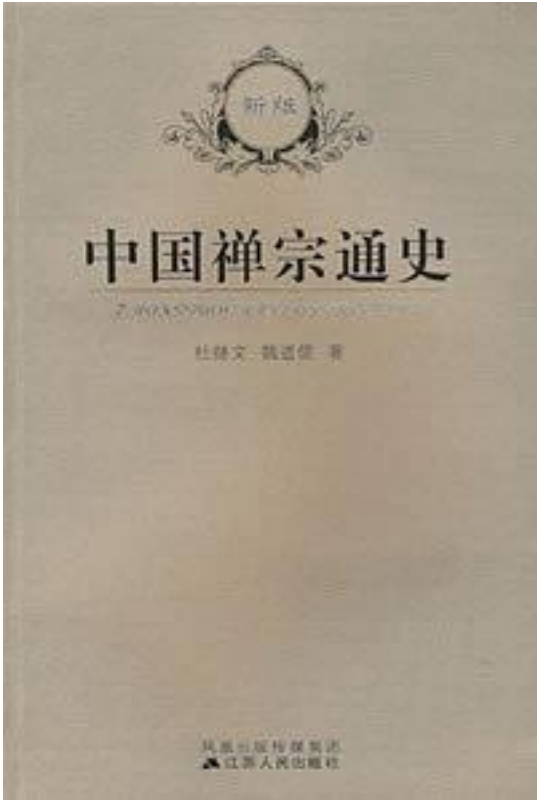 新版
中国禅宗通史
杜继文 魏道儒 著
凤凰出版传媒集团
江苏人民出版社